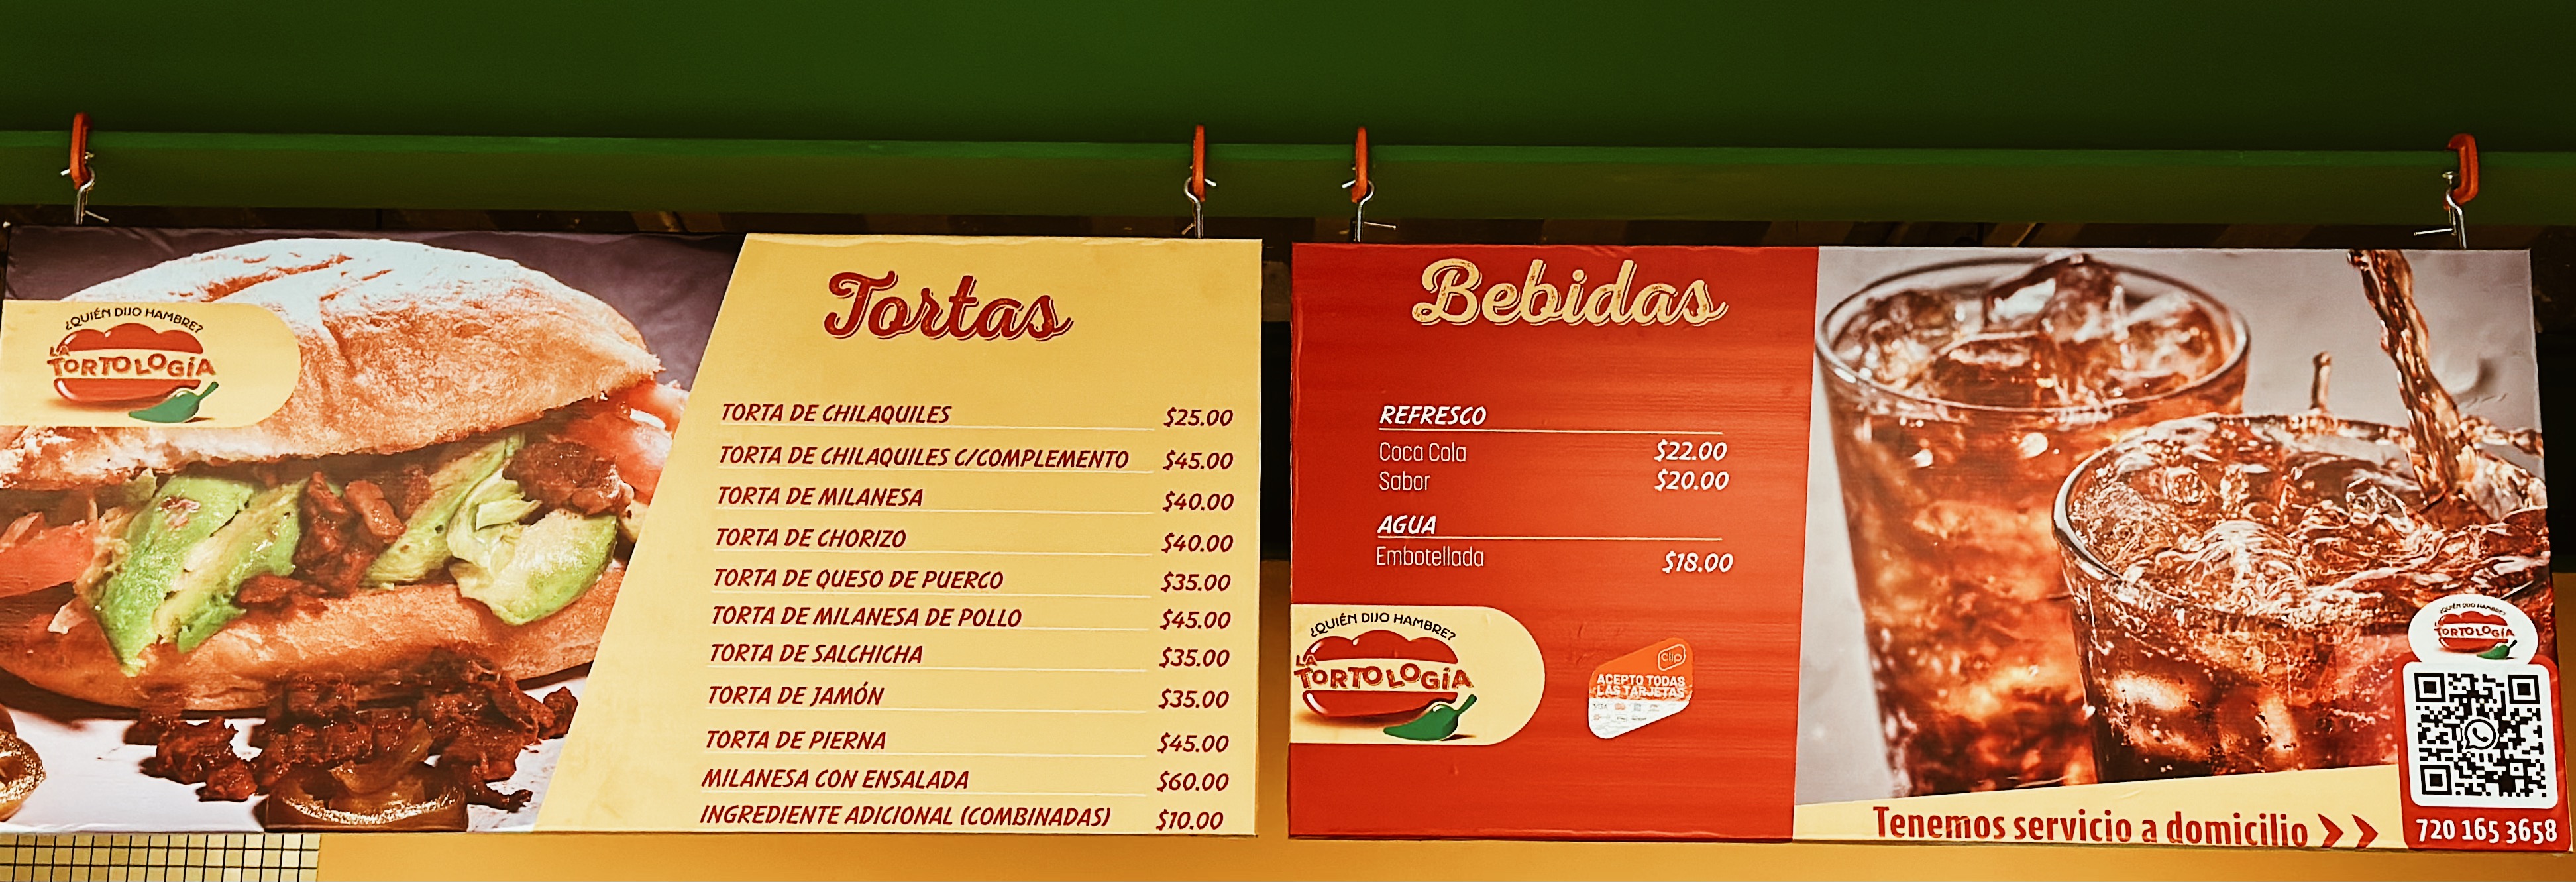 ¿QUIÉN DIJO HAMBRE?
LA
TORTOLOGÍA
Tortas
TORTA DE CHILAQUILES $25.00
TORTA DE CHILAQUILES C/COMPLEMENTO $45.00
TORTA DE MILANESA $40.00
TORTA DE CHORIZO $40.00
TORTA DE QUESO DE PUERCO $35.00
TORTA DE MILANESA DE POLLO $45.00
TORTA DE SALCHICHA $35.00
TORTA DE JAMÓN $35.00
TORTA DE PIERNA $45.00
MILANESA CON ENSALADA $60.00
INGREDIENTE ADICIONAL (COMBINADAS) $10.00
Bebidas
REFRESCO
Coca Cola $22.00
Sabor $20.00
AGUA
Embotellada $18.00
¿QUIÉN DIJO HAMBRE?
LA
TORTOLOGÍA
clip
ACEPTO TODAS
LAS TARJETAS
¿QUIÉN DIJO HAMBRE?
TORTOLOGÍA
Tenemos servicio a domicilio
720 165 3658